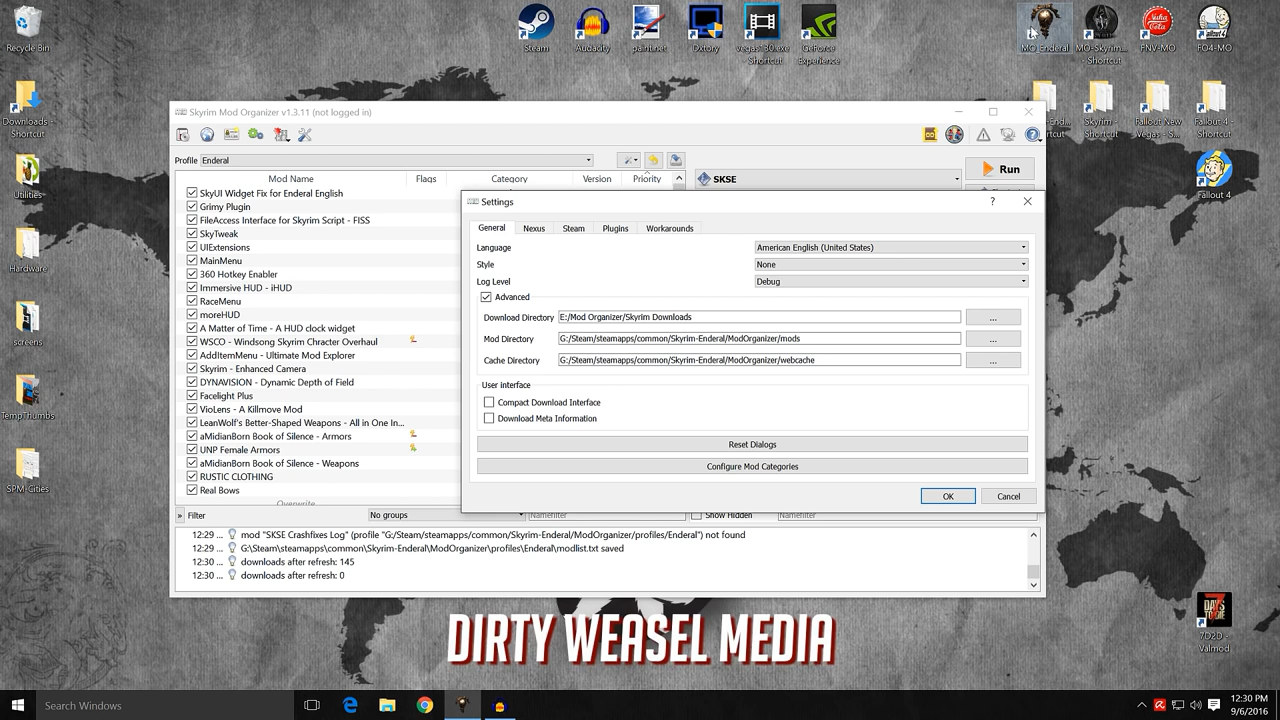 Recycle Bin
Steam
Audacity
paint.net
Dxtory
vegas130.exe
- Shortcut
GeForce
Experience
MO_Enderal
MO-Skyrim...
- Shortcut
FNV-MO
FO4-MO
Downloads -
Shortcut
Skyrim -
Shortcut
Fallout New
Vegas - S...
Fallout 4 -
Shortcut
Utilities
Fallout 4
Hardware
screens
TempThumbs
SPM-Cities
7D2D -
Valmod
Skyrim Mod Organizer v1.3.11 (not logged in)
Profile Enderal
Mod Name Flags Category Version Priority
SKSE
Run
SkyUI Widget Fix for Enderal English
Grimy Plugin
FileAccess Interface for Skyrim Script - FISS
SkyTweak
UIExtensions
MainMenu
360 Hotkey Enabler
Immersive HUD - iHUD
RaceMenu
moreHUD
A Matter of Time - A HUD clock widget
WSCO - Windsong Skyrim Chracter Overhaul
AddItemMenu - Ultimate Mod Explorer
Skyrim - Enhanced Camera
DYNAVISION - Dynamic Depth of Field
Facelight Plus
VioLens - A Killmove Mod
LeanWolf's Better-Shaped Weapons - All in One In...
aMidianBorn Book of Silence - Armors
UNP Female Armors
aMidianBorn Book of Silence - Weapons
RUSTIC CLOTHING
Real Bows
Overwrite
Settings
General Nexus Steam Plugins Workarounds
Language American English (United States)
Style None
Log Level Debug
Advanced
Download Directory E:/Mod Organizer/Skyrim Downloads ...
Mod Directory G:/Steam/steamapps/common/Skyrim-Enderal/ModOrganizer/mods ...
Cache Directory G:/Steam/steamapps/common/Skyrim-Enderal/ModOrganizer/webcache ...
User interface
Compact Download Interface
Download Meta Information
Reset Dialogs
Configure Mod Categories
OK Cancel
» Filter No groups Namefilter Show Hidden Namefilter
12:29 ... mod "SKSE Crashfixes Log" (profile "G:/Steam/steamapps/common/Skyrim-Enderal/ModOrganizer/profiles/Enderal") not found
12:29 ... G:\Steam\steamapps\common\Skyrim-Enderal\ModOrganizer\profiles\Enderal\modlist.txt saved
12:30 ... downloads after refresh: 145
12:30 ... downloads after refresh: 0
DIRTY WEASEL MEDIA
Search Windows
12:30 PM
9/6/2016